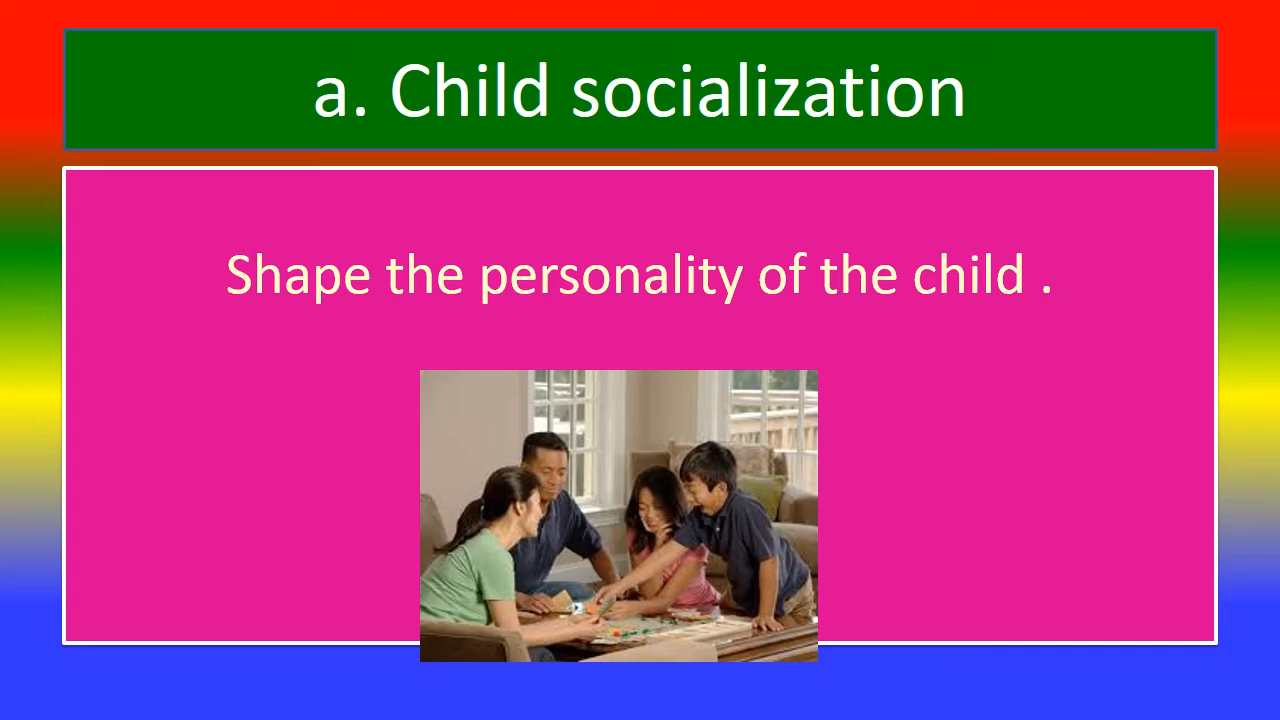 a. Child socialization
Shape the personality of the child .